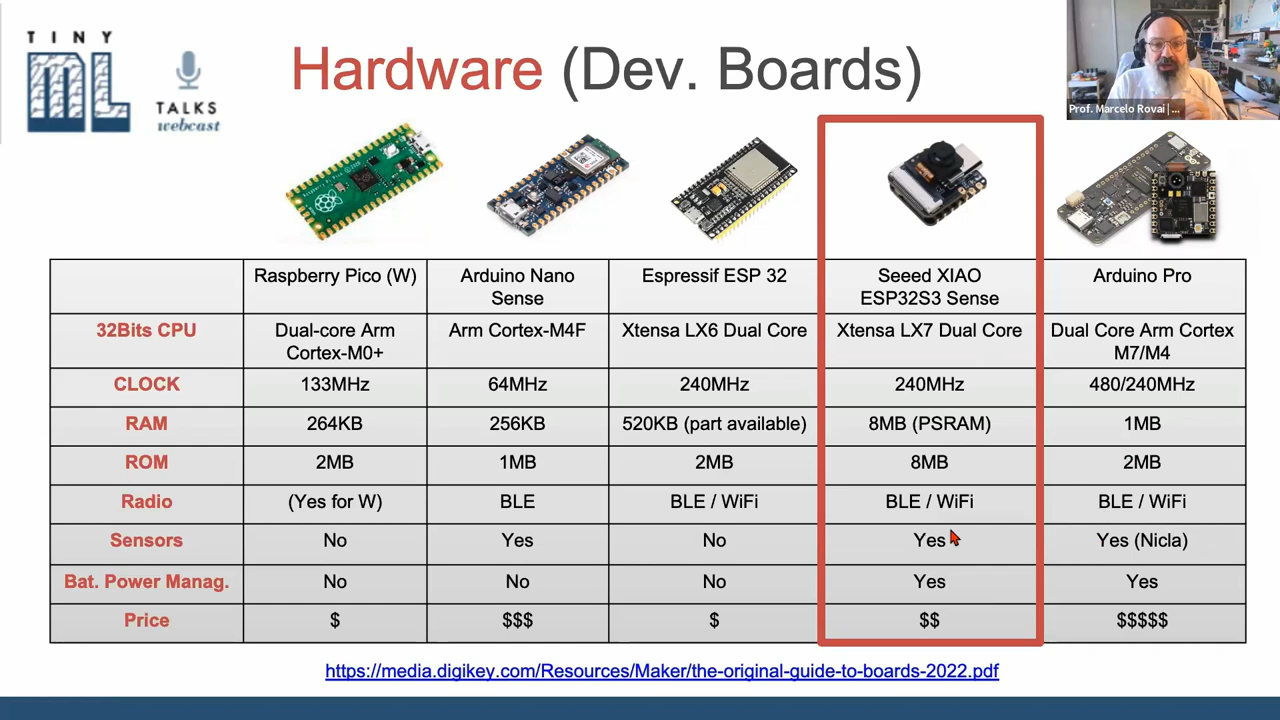 TINY
ML
TALKS
webcast
Hardware (Dev. Boards)
Prof. Marcelo Rovai | ...
Raspberry Pico (W)
Arduino Nano
Sense
Espressif ESP 32
Seeed XIAO
ESP32S3 Sense
Arduino Pro
32Bits CPU
Dual-core Arm
Cortex-M0+
Arm Cortex-M4F
Xtensa LX6 Dual Core
Xtensa LX7 Dual Core
Dual Core Arm Cortex
M7/M4
CLOCK
133MHz
64MHz
240MHz
240MHz
480/240MHz
RAM
264KB
256KB
520KB (part available)
8MB (PSRAM)
1MB
ROM
2MB
1MB
2MB
8MB
2MB
Radio
(Yes for W)
BLE
BLE / WiFi
BLE / WiFi
BLE / WiFi
Sensors
No
Yes
No
Yes
Yes (Nicla)
Bat. Power Manag.
No
No
No
Yes
Yes
Price
$
$$$
$
$$
$$$$$
https://media.digikey.com/Resources/Maker/the-original-guide-to-boards-2022.pdf